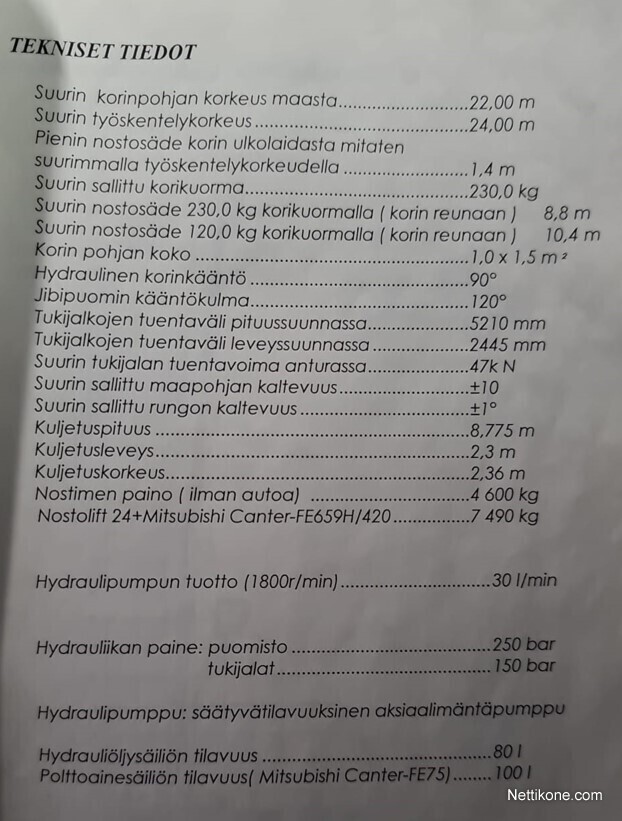 TEKNISET TIEDOT
Suurin korinpohjan korkeus maasta....................22,00 m
Suurin työskentelykorkeus.................................24,00 m
Pienin nostosäde korin ulkolaidasta mitaten
suurimmalla työskentelykorkeudella ...................1,4 m
Suurin sallittu korikuorma...................................230,0 kg
Suurin nostosäde 230,0 kg korikuormalla ( korin reunaan ) 8,8 m
Suurin nostosäde 120,0 kg korikuormalla ( korin reunaan ) 10,4 m
Korin pohjan koko ...........................................1,0 x 1,5 m ²
Hydraulinen korinkääntö ..................................90°
Jibipuomin kääntökulma..................................120°
Tukijalkojen tuentaväli pituussuunnassa................5210 mm
Tukijalkojen tuentaväli leveyssuunnassa ...............2445 mm
Suurin tukijalan tuentavoima anturassa................47k N
Suurin sallittu maapohjan kaltevuus....................±10
Suurin sallittu rungon kaltevuus ..........................±1°
Kuljetuspituus ..................................................8,775 m
Kuljetusleveys..................................................2,3 m
Kuljetuskorkeus................................................2,36 m
Nostimen paino ( ilman autoa) .........................4 600 kg
Nostolift 24+Mitsubishi Canter-FE659H/420............7 490 kg
Hydraulipumpun tuotto (1800r/min).......................30 l/min
Hydrauliikan paine: puomisto ...............................250 bar
tukijalat.................................150 bar
Hydraulipumppu: säätyvätilavuuksinen aksiaalimäntäpumppu
Hydrauliöljysäiliön tilavuus ...................................80 l
Polttoainesäiliön tilavuus( Mitsubishi Canter-FE75)......100 l
Nettikone.com